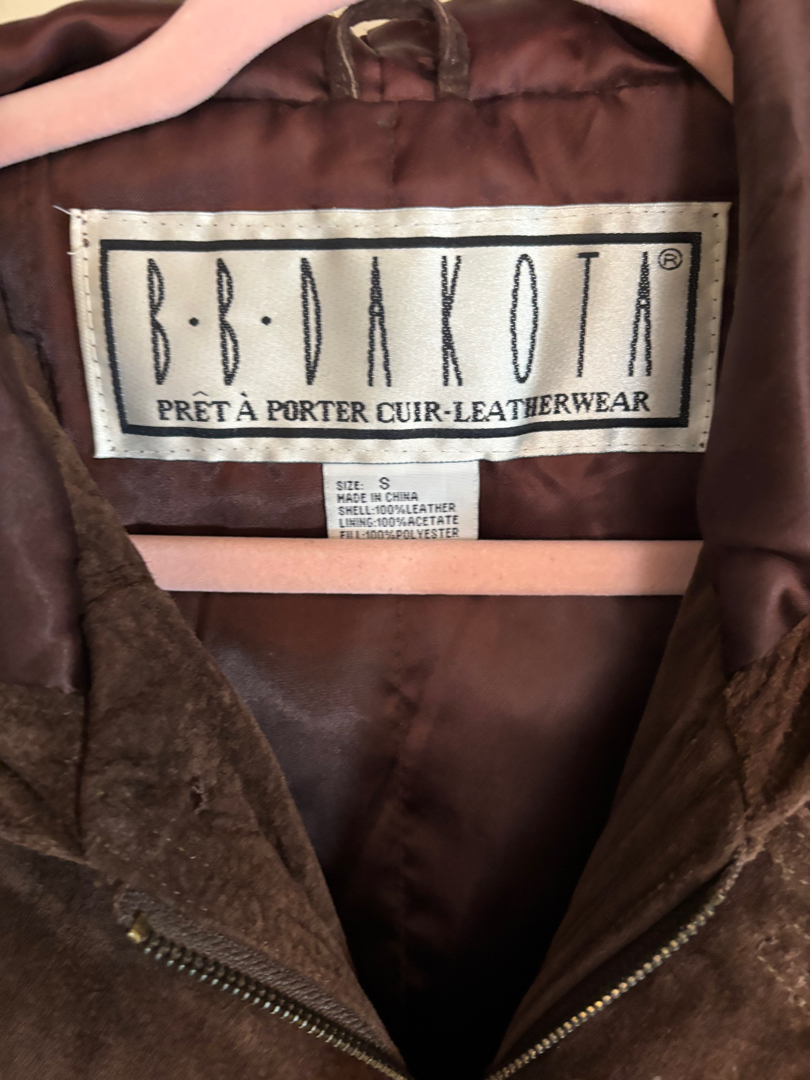 B·B·DAKOTA®
PRÊT À PORTER CUIR-LEATHERWEAR
SIZE: S
MADE IN CHINA
SHELL:100%LEATHER
LINING:100%ACETATE
FILL:100%POLYESTER